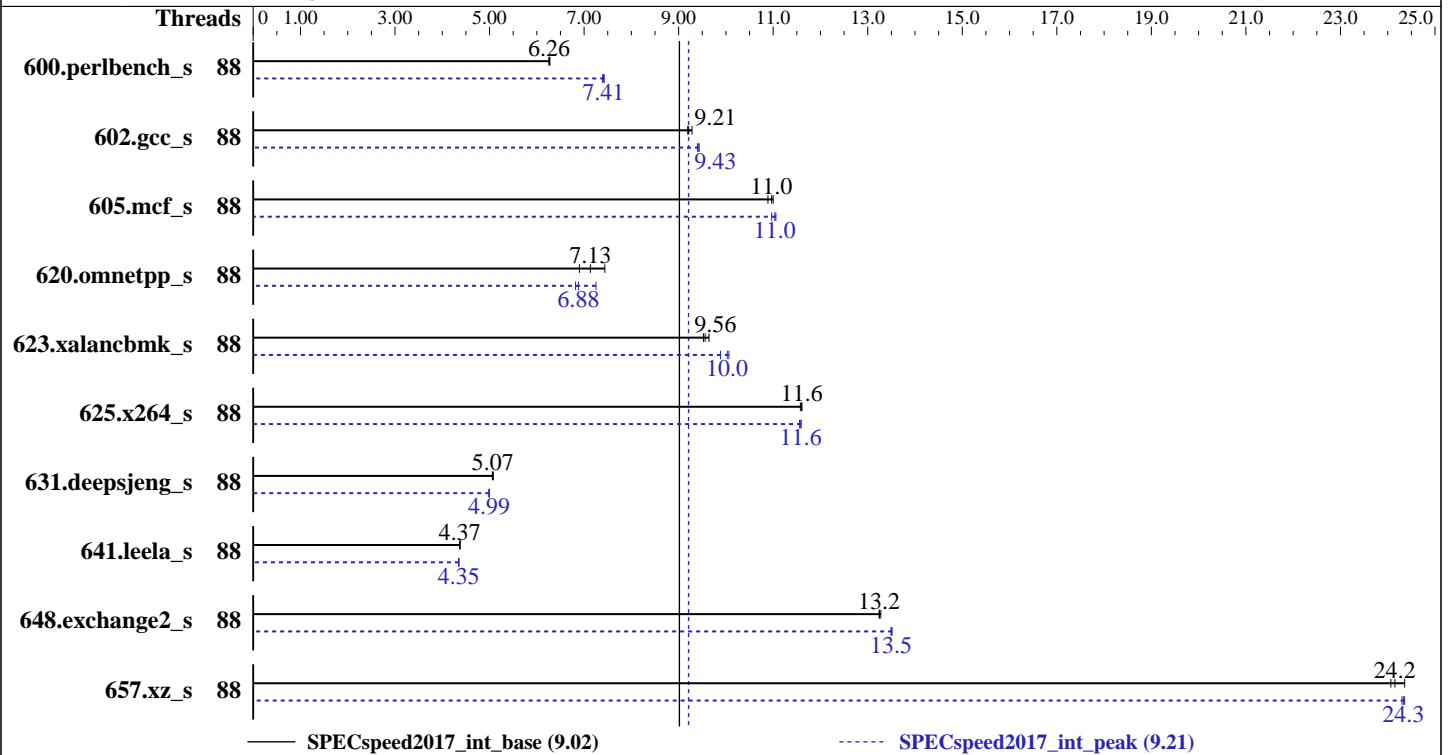 Threads 0 1.00 3.00 5.00 7.00 9.00 11.0 13.0 15.0 17.0 19.0 21.0 23.0 25.0
6.26
600.perlbench_s 88
7.41
9.21
602.gcc_s 88
9.43
11.0
605.mcf_s 88
11.0
7.13
620.omnetpp_s 88
6.88
9.56
623.xalancbmk_s 88
10.0
11.6
625.x264_s 88
11.6
5.07
631.deepsjeng_s 88
4.99
4.37
641.leela_s 88
4.35
13.2
648.exchange2_s 88
13.5
24.2
657.xz_s 88
24.3
SPECspeed2017_int_base (9.02) SPECspeed2017_int_peak (9.21)